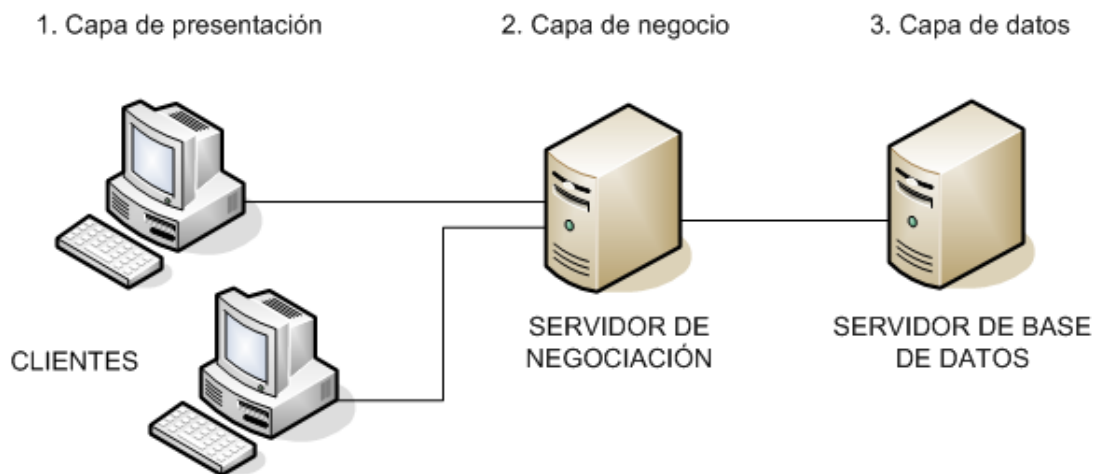 1. Capa de presentación
2. Capa de negocio
3. Capa de datos
CLIENTES
SERVIDOR DE
NEGOCIACIÓN
SERVIDOR DE BASE
DE DATOS